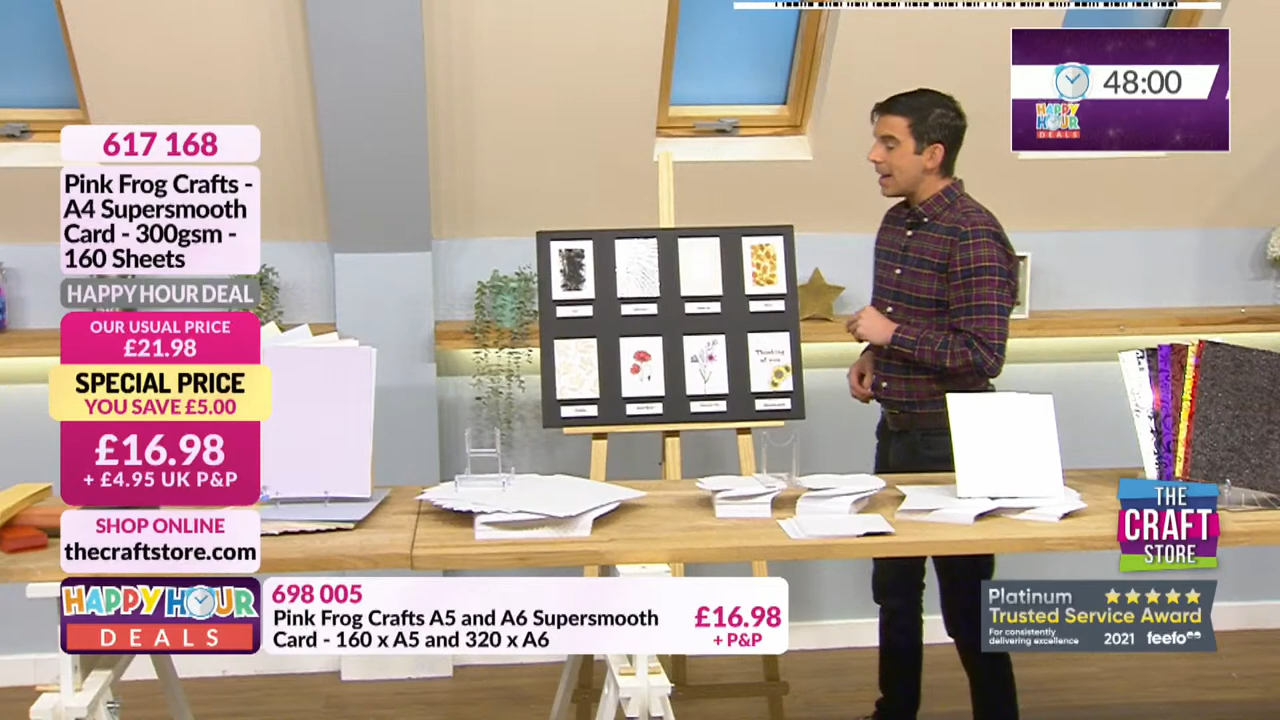 48:00
HAPPY
HOUR
DEALS
617 168
Pink Frog Crafts -
A4 Supersmooth
Card - 300gsm -
160 Sheets
HAPPY HOUR DEAL
OUR USUAL PRICE
£21.98
SPECIAL PRICE
YOU SAVE £5.00
£16.98
+ £4.95 UK P&P
SHOP ONLINE
thecraftstore.com
Thinking
of you
THE
CRAFT
STORE
HAPPY HOUR
DEALS
698 005
Pink Frog Crafts A5 and A6 Supersmooth
Card - 160 x A5 and 320 x A6
£16.98
+ P&P
Platinum
Trusted Service Award
For consistently
delivering excellence
2021 feefo